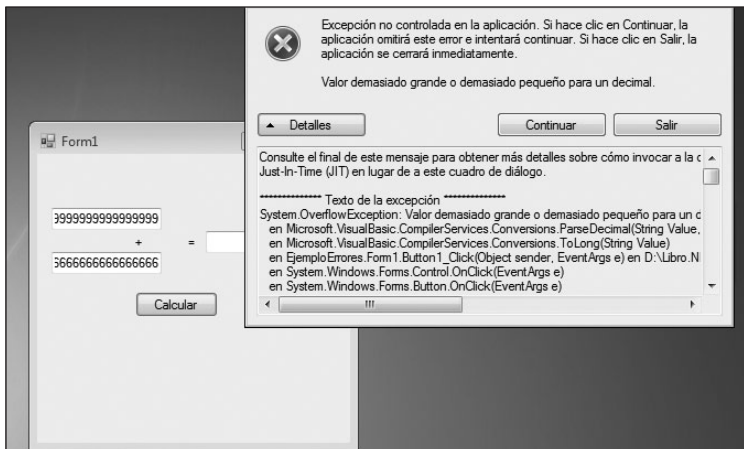 Excepción no controlada en la aplicación. Si hace clic en Continuar, la
aplicación omitirá este error e intentará continuar. Si hace clic en Salir, la
aplicación se cerrará inmediatamente.
Valor demasiado grande o demasiado pequeño para un decimal.
Detalles
Continuar
Salir
Consulte el final de este mensaje para obtener más detalles sobre cómo invocar a la
Just-In-Time (JIT) en lugar de a este cuadro de diálogo.
************** Texto de la excepción **************
System.OverflowException: Valor demasiado grande o demasiado pequeño para un
en Microsoft.VisualBasic.CompilerServices.Conversions.ParseDecimal(String Value,
en Microsoft.VisualBasic.CompilerServices.Conversions.ToLong(String Value)
en EjemploErrores.Form1.Button1_Click(Object sender, EventArgs e) en
en System.Windows.Forms.Control.OnClick(EventArgs e)
en System.Windows.Forms.Button.OnClick(EventArgs e)
Form1
+
=
Calcular